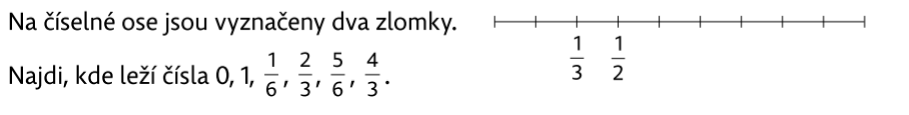 Na číselné ose jsou vyznačeny dva zlomky.
Najdi, kde leží čísla 0, 1, 1/6, 2/3, 5/6, 4/3.
1/3 1/2